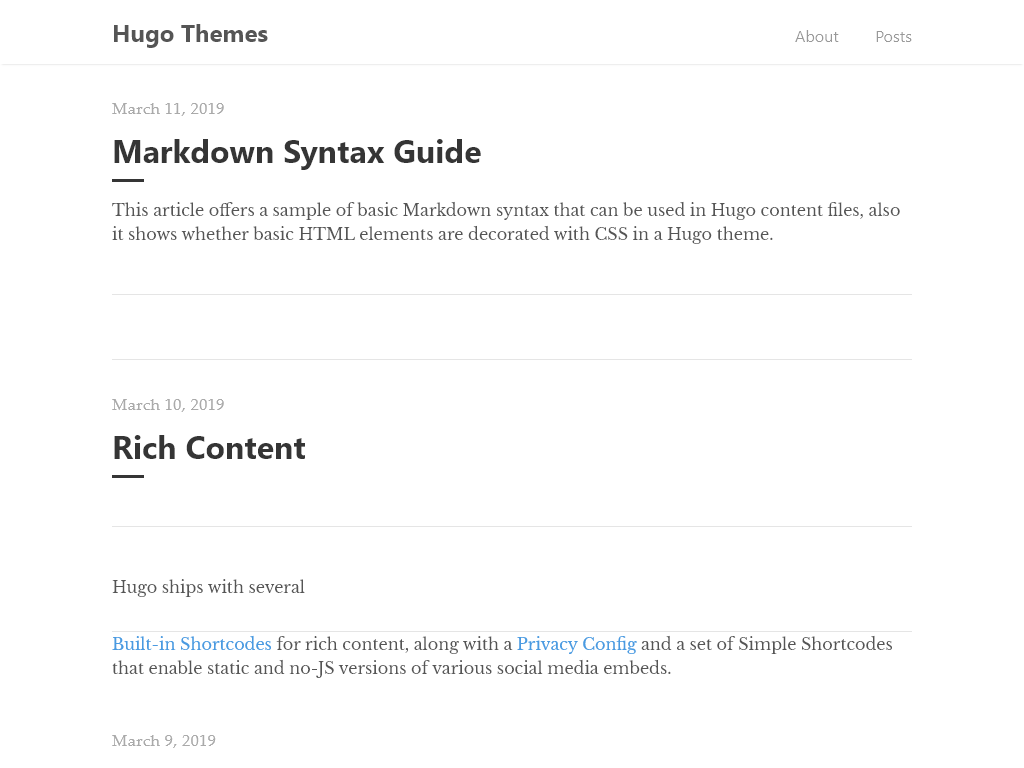 Hugo Themes
About Posts
March 11, 2019
Markdown Syntax Guide
This article offers a sample of basic Markdown syntax that can be used in Hugo content files, also
it shows whether basic HTML elements are decorated with CSS in a Hugo theme.
March 10, 2019
Rich Content
Hugo ships with several
Built-in Shortcodes for rich content, along with a Privacy Config and a set of Simple Shortcodes
that enable static and no-JS versions of various social media embeds.
March 9, 2019